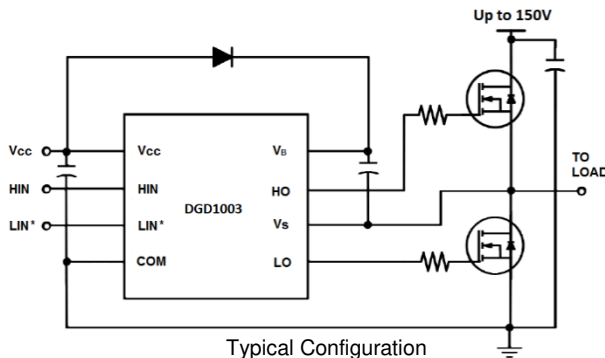 Up to 150V
Vcc
HIN
LIN*
Vcc
HIN
LIN*
COM
DGD1003
VB
HO
Vs
LO
TO
LOAD
Typical Configuration